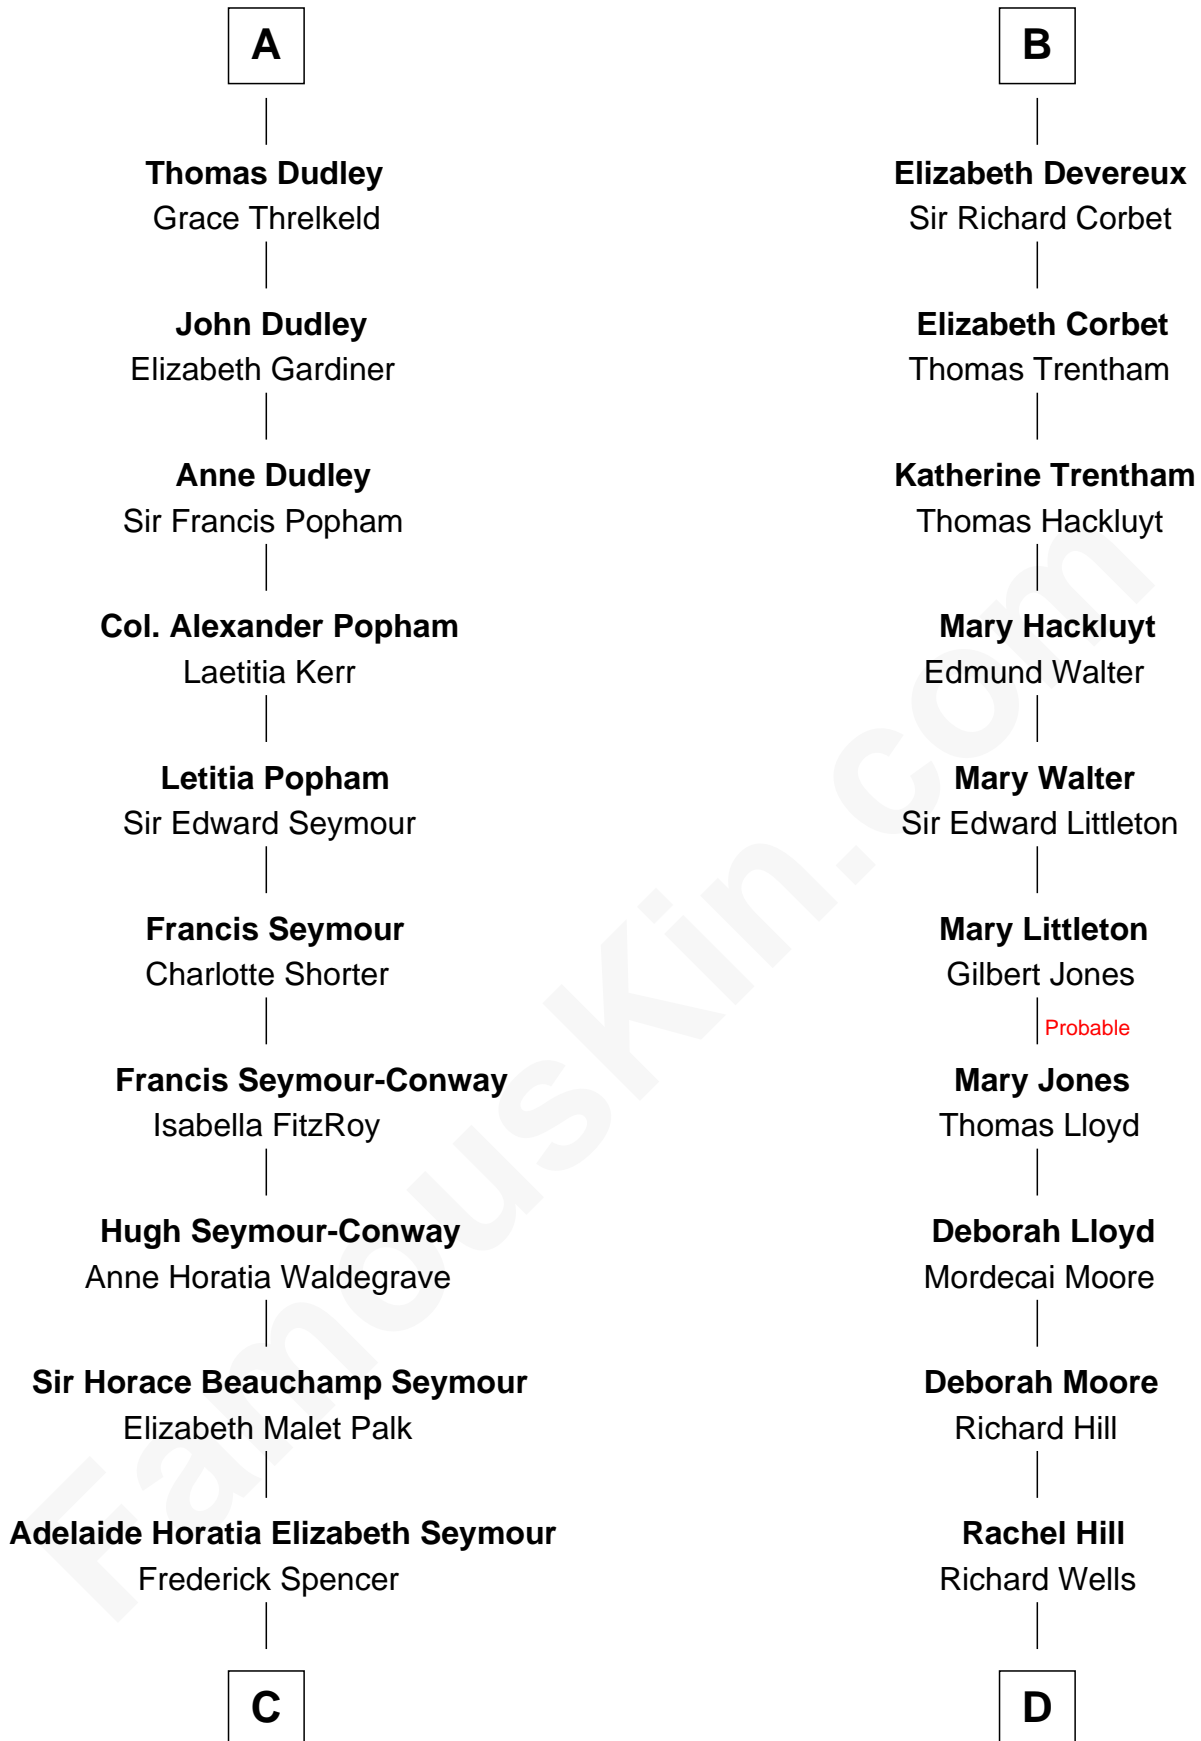 A
Thomas Dudley
Grace Threlkeld
John Dudley
Elizabeth Gardiner
Anne Dudley
Sir Francis Popham
Col. Alexander Popham
Laetitia Kerr
Letitia Popham
Sir Edward Seymour
Francis Seymour
Charlotte Shorter
Francis Seymour-Conway
Isabella FitzRoy
Hugh Seymour-Conway
Anne Horatia Waldegrave
Sir Horace Beauchamp Seymour
Elizabeth Malet Palk
Adelaide Horatia Elizabeth Seymour
Frederick Spencer
C
B
Elizabeth Devereux
Sir Richard Corbet
Elizabeth Corbet
Thomas Trentham
Katherine Trentham
Thomas Hackluyt
Mary Hackluyt
Edmund Walter
Mary Walter
Sir Edward Littleton
Mary Littleton
Gilbert Jones
Probable
Mary Jones
Thomas Lloyd
Deborah Lloyd
Mordecai Moore
Deborah Moore
Richard Hill
Rachel Hill
Richard Wells
D
FamousKin.com